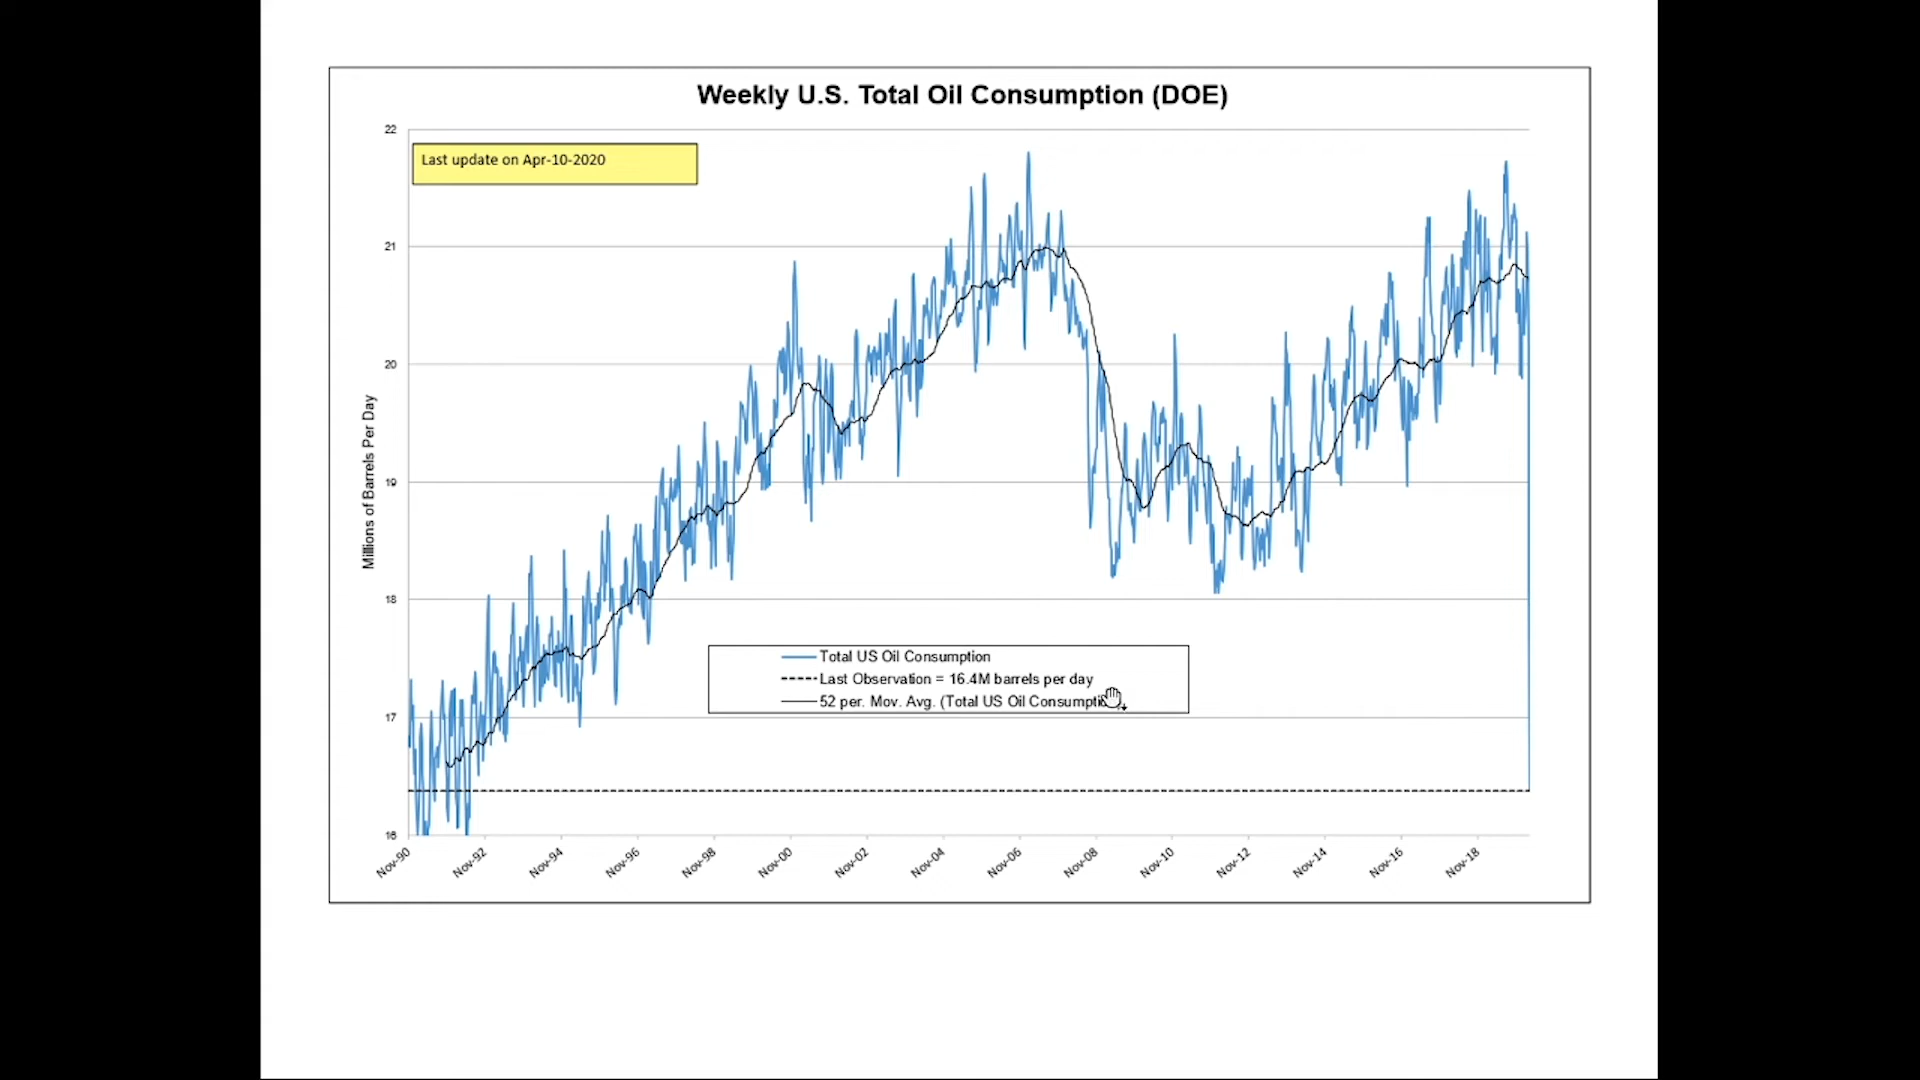 Weekly U.S. Total Oil Consumption (DOE)
22
Last update on Apr-10-2020
21
20
Millions of Barrels Per Day
19
18
Total US Oil Consumption
Last Observation = 16.4M barrels per day
52 per. Mov. Avg. (Total US Oil
17
16
Nov-90
Nov-92
Nov-94
Nov-96
Nov-98
Nov-00
Nov-02
Nov-04
Nov-06
Nov-08
Nov-10
Nov-12
Nov-14
Nov-16
Nov-18